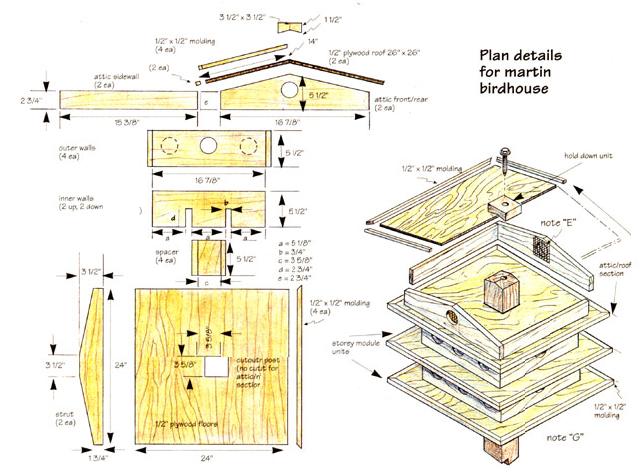 Plan details
for martin
birdhouse
3 1/2" x 3 1/2"
1 1/2"
1/2" x 1/2" molding
(4 ea)
14"
1/2" plywood roof 26" x 26"
(2 ea)
(2 ea)
attic sidewall
(2 ea)
2 3/4"
e
5 1/2"
attic front/rear
(2 ea)
15 3/8"
16 7/8"
outer walls
(4 ea)
5 1/2"
16 7/8"
inner walls
(2 up, 2 down
)
b
d
5 1/2"
a
a
a
spacer
(4 ea)
5 1/2"
c
a = 5 1/8"
b = 3/4"
c = 3 5/8"
d = 2 3/4"
e = 2 3/4"
3 1/2"
1/2" x 1/2" molding
(4 ea)
3 5/8"
3 5/8"
cutout/post
(no cut'it for
attic/r
section
3 1/2"
24"
strut
(2 ea)
1/2" plywood floors
1 3/4"
24"
hold down unit
1/2" x 1/2" molding
note "E"
attic/roof
section
storey module
units
1/2" x 1/2"
molding
note "G"